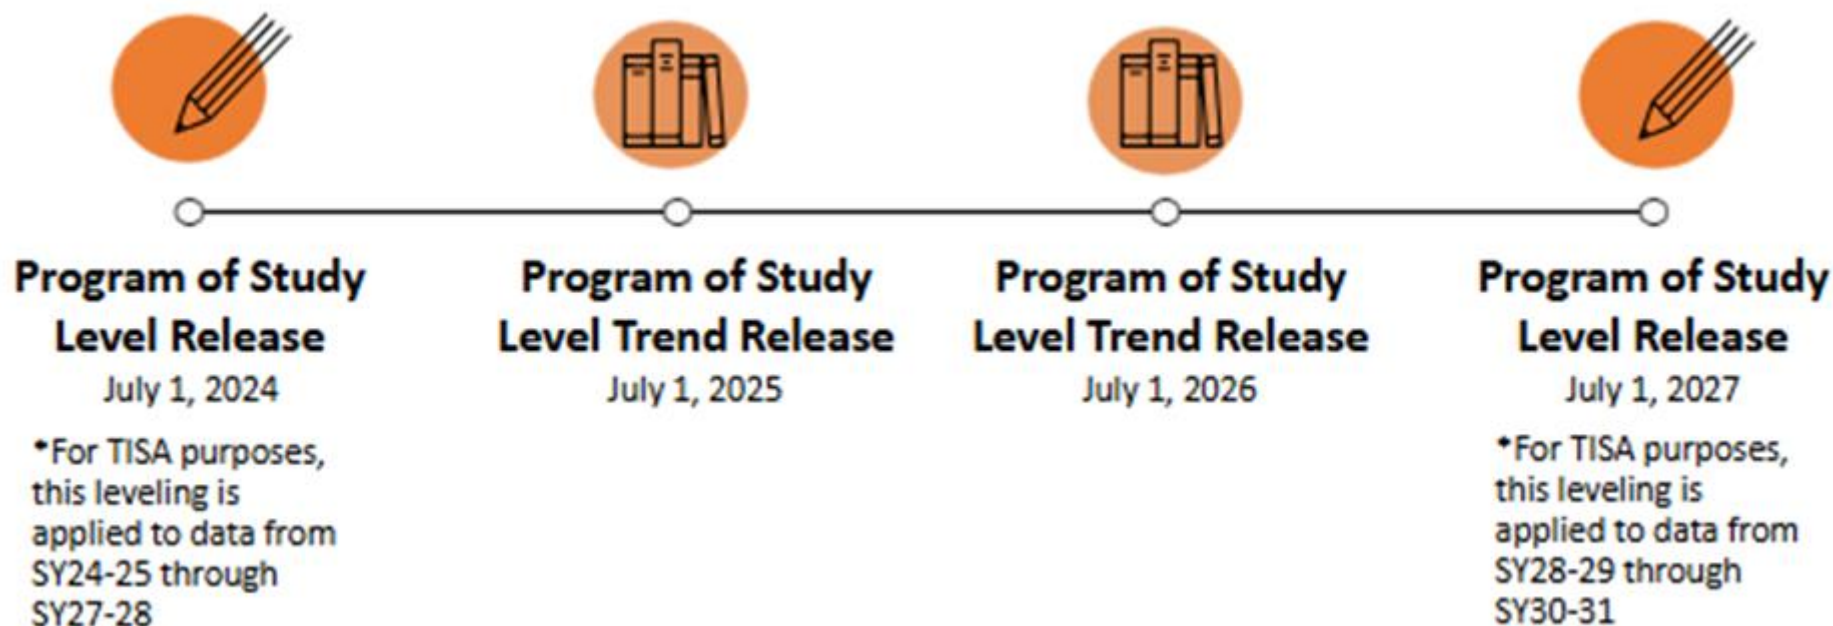 Program of Study
Level Release
July 1, 2024
*For TISA purposes,
this leveling is
applied to data from
SY24-25 through
SY27-28
Program of Study
Level Trend Release
July 1, 2025
Program of Study
Level Trend Release
July 1, 2026
Program of Study
Level Release
July 1, 2027
*For TISA purposes,
this leveling is
applied to data from
SY28-29 through
SY30-31